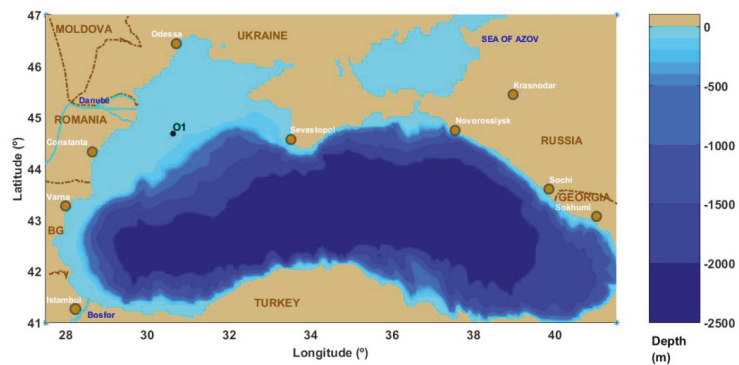 47
46
45
44
43
42
41
Latitude (º)
28
30
32
34
36
38
40
Longitude (º)
MOLDOVA
Odessa
UKRAINE
SEA OF AZOV
Krasnodar
Danube
ROMANIA
O1
Constanta
Sevastopol
Novorossiysk
RUSSIA
Sochi
GEORGIA
Sokhumi
Varna
BG
Istambul
Bosfor
TURKEY
0
-500
-1000
-1500
-2000
-2500
Depth
(m)